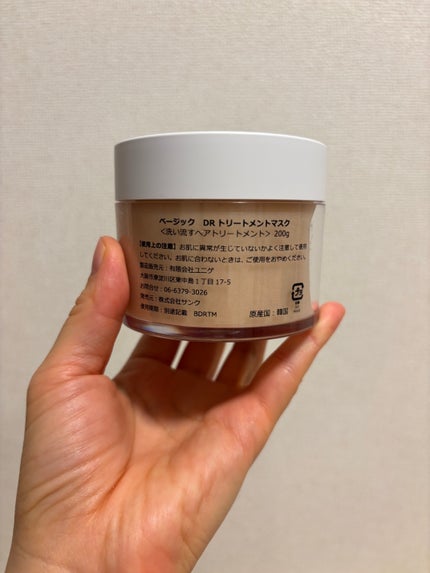 ベージック DR トリートメントマスク
<洗い流すヘアトリートメント> 200g
【使用上の注意】お肌に異常が生じていないかよく注意して使用
してください。お肌に合わないときは、ご使用をおやめください。
製造販売元：有限会社ユニゲ
大阪市東淀川区東中島１丁目17-5
お問合せ：06-6379-3026
発売元：株式会社サンク
使用期限：別途記載 BDRTM
原産国：韓国